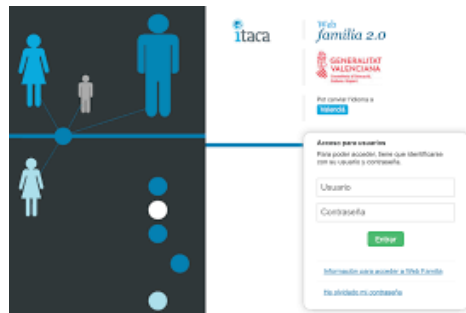 itaca
Web
familia 2.0
GENERALITAT
VALENCIANA
Per canviar l'idioma a
Valencià
Acceso para usuarios
Para poder acceder, tiene que identificarse
con su usuario y contraseña.
Usuario
Contraseña
Entrar
Información para acceder a Web Familia
He olvidado mi contraseña